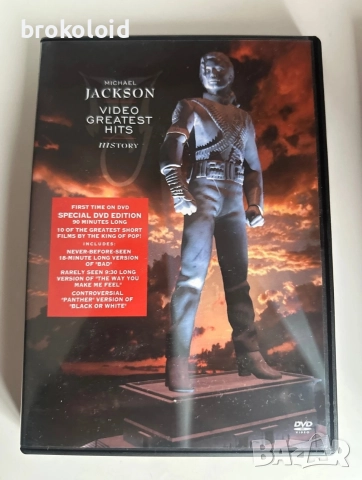 brokoloid
MICHAEL
JACKSON
VIDEO
GREATEST
HITS
HIStory
FIRST TIME ON DVD
SPECIAL DVD EDITION
90 MINUTES LONG
10 OF THE GREATEST SHORT
FILMS BY THE KING OF POP!
INCLUDES:
NEVER-BEFORE-SEEN
18-MINUTE LONG VERSION
OF "BAD"
RARELY SEEN 9:30 LONG
VERSION OF "THE WAY YOU
MAKE ME FEEL"
CONTROVERSIAL
"PANTHER" VERSION OF
"BLACK OR WHITE"
DVD
VIDEO
BAZAR